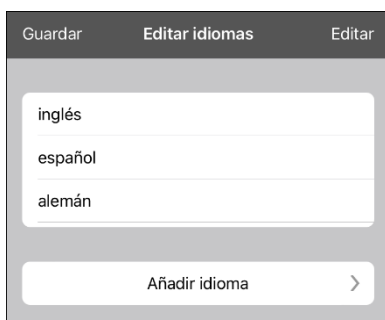 Guardar Editar idiomas Editar
inglés
español
alemán
Añadir idioma